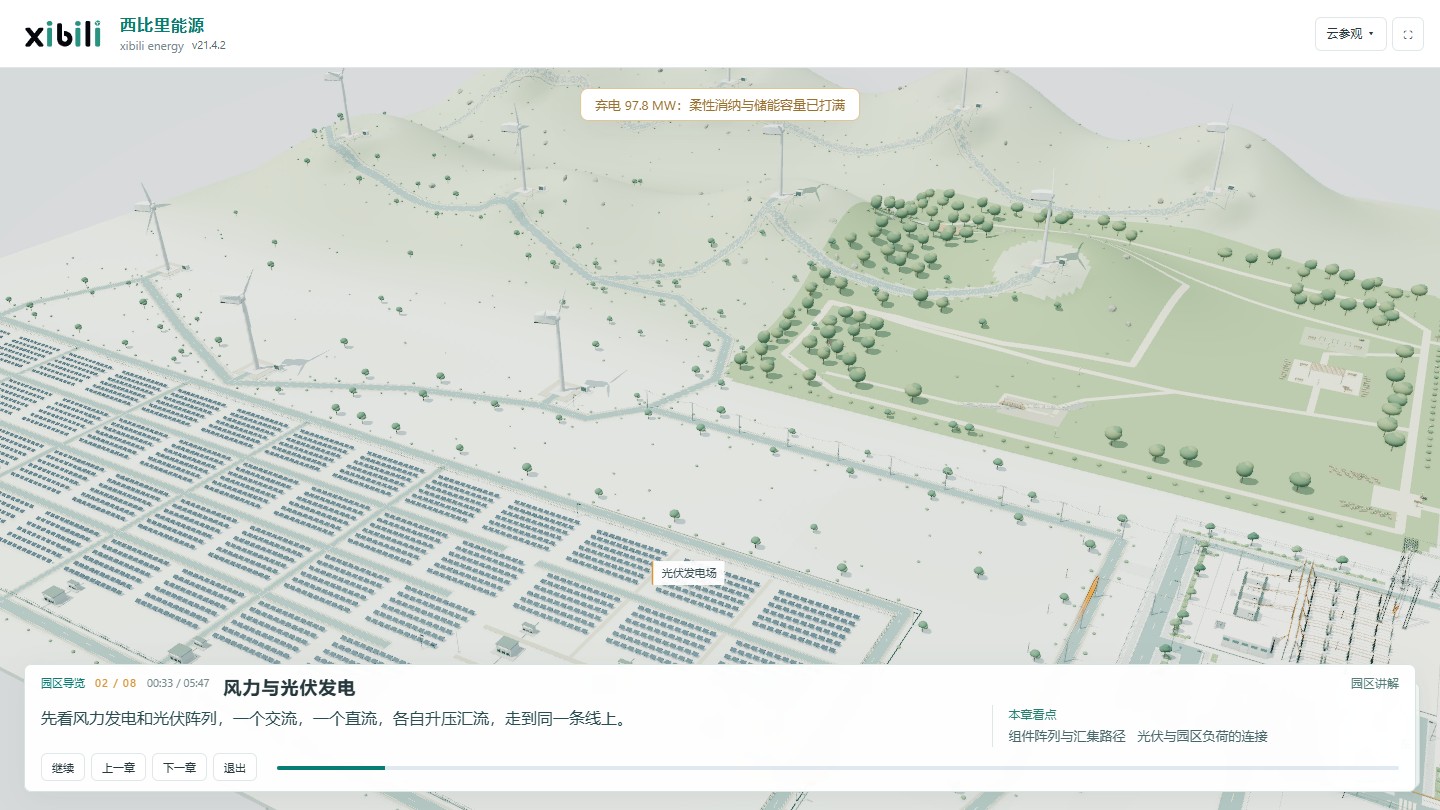 xibili
西比里能源
xibili energy v21.4.2
云参观
弃电 97.8 MW：柔性消纳与储能容量已打满
光伏发电场
园区导览 02 / 08 00:33 / 05:47 风力与光伏发电
园区讲解
先看风力发电和光伏阵列，一个交流，一个直流，各自升压汇流，走到同一条线上。
本章看点
组件阵列与汇集路径 光伏与园区负荷的连接
继续 上一章 下一章 退出